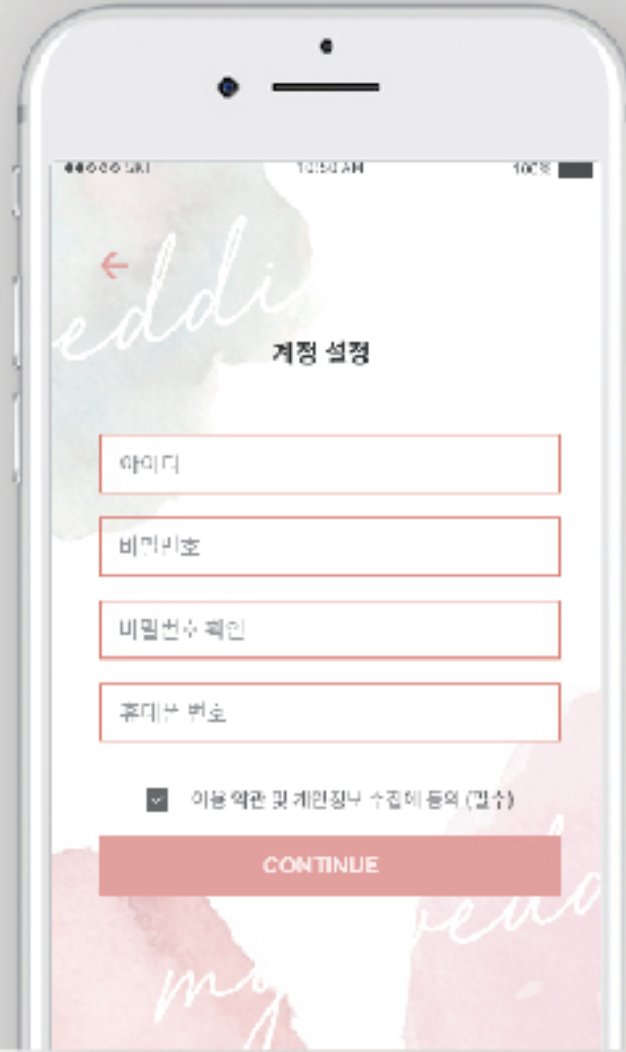 10:50 AM
100%
eddi
계정 설정
아이디
비밀번호
비밀번호 확인
휴대폰 번호
이용 약관 및 개인정보 수집에 동의 (필수)
CONTINUE
my